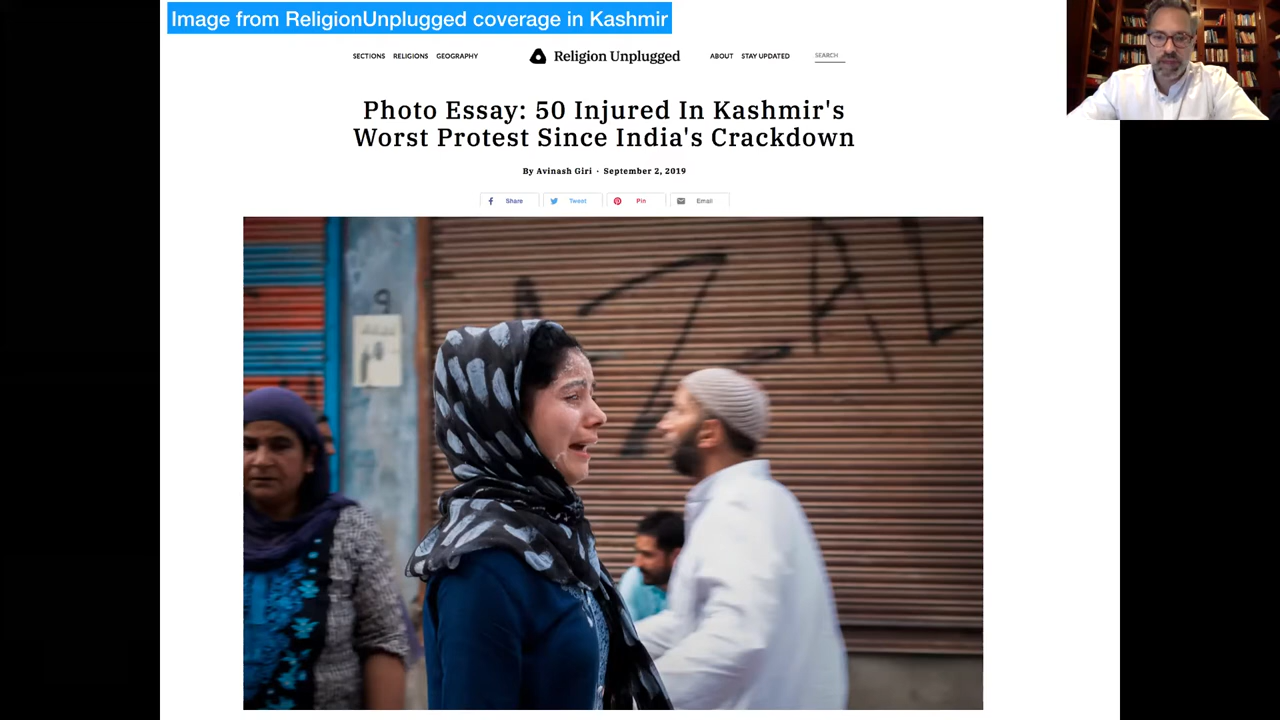 Image from ReligionUnplugged coverage in Kashmir
SECTIONS RELIGIONS GEOGRAPHY
Religion Unplugged
ABOUT STAY UPDATED
SEARCH
Photo Essay: 50 Injured In Kashmir's
Worst Protest Since India's Crackdown
By Avinash Giri · September 2, 2019
Share
Tweet
Pin
Email